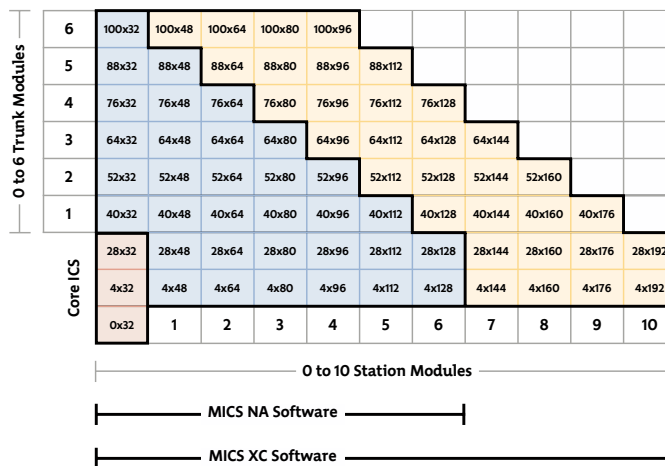 6 100x32 100x48 100x64 100x80 100x96
5 88x32 88x48 88x64 88x80 88x96 88x112
4 76x32 76x48 76x64 76x80 76x96 76x112 76x128
3 64x32 64x48 64x64 64x80 64x96 64x112 64x128 64x144
2 52x32 52x48 52x64 52x80 52x96 52x112 52x128 52x144 52x160
1 40x32 40x48 40x64 40x80 40x96 40x112 40x128 40x144 40x160 40x176
0 to 6 Trunk Modules
28x32 28x48 28x64 28x80 28x96 28x112 28x128 28x144 28x160 28x176 28x192
4x32 4x48 4x64 4x80 4x96 4x112 4x128 4x144 4x160 4x176 4x192
Core ICS
0x32 1 2 3 4 5 6 7 8 9 10
0 to 10 Station Modules
MICS NA Software
MICS XC Software